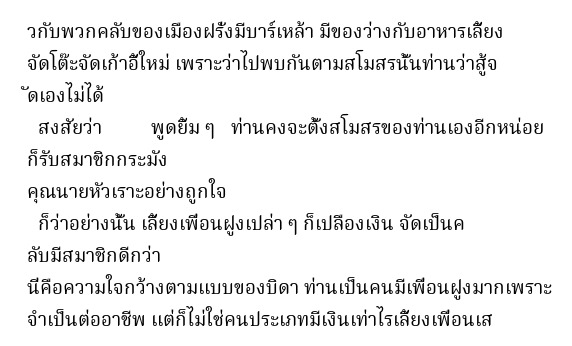 วกับพวกคลับของเมืองฝรั่งมีบาร์เหล้า มีของว่างกับอาหารเลี้ยง
จัดโต๊ะจัดเก้าอี้ใหม่ เพราะว่าไปพบกันตามสโมสรนั้นท่านว่าสู้จ
ัดเองไม่ได้
สงสัยว่า พูดยิ้ม ๆ ท่านคงจะตั้งสโมสรของท่านเองอีกหน่อย
ก็รับสมาชิกกระมัง
คุณนายหัวเราะอย่างถูกใจ
ก็ว่าอย่างนั้น เลี้ยงเพื่อนฝูงเปล่า ๆ ก็เปลืองเงิน จัดเป็นค
ลับมีสมาชิกดีกว่า
นี่คือความใจกว้างตามแบบของบิดา ท่านเป็นคนมีเพื่อนฝูงมากเพราะ
จำเป็นต่ออาชีพ แต่ก็ไม่ใช่คนประเภทมีเงินเท่าไรเลี้ยงเพื่อนเส